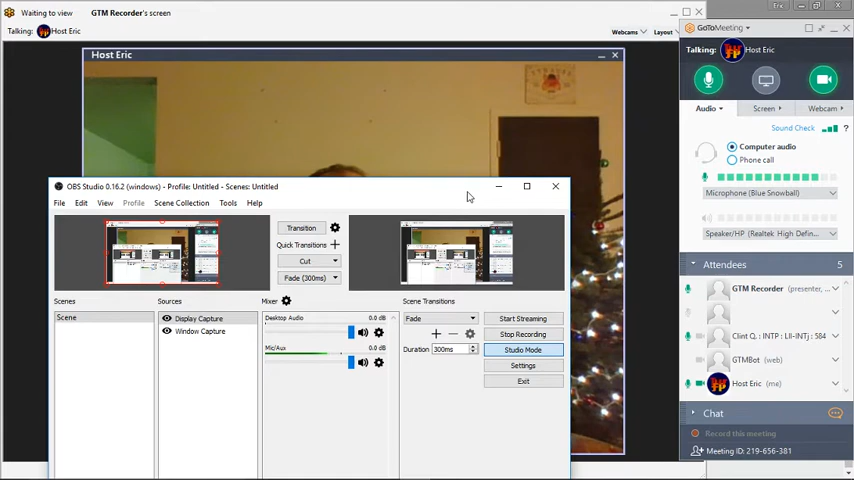 Waiting to view
GTM Recorder's screen
Talking:
Host Eric
Webcams
Layout
Host Eric
OBS Studio 0.16.2 (windows) - Profile: Untitled - Scenes: Untitled
File
Edit
View
Profile
Scene Collection
Tools
Help
Transition
Quick Transitions
Cut
Fade (300ms)
Scenes
Sources
Mixer
Scene Transitions
Scene
Display Capture
Window Capture
Desktop Audio
0.0 dB
Mic/Aux
0.0 dB
Fade
Duration
300ms
Start Streaming
Stop Recording
Studio Mode
Settings
Exit
Eric
GoToMeeting
Talking:
Host Eric
Audio
Screen
Webcam
Sound Check
?
Computer audio
Phone call
Microphone (Blue Snowball)
Speaker/HP (Realtek High Defin...
Attendees
5
GTM Recorder (presenter, ...
Clint Q. : INTP : LII-INTj : 584
GTMBot (web)
Host Eric (me)
Chat
Record this meeting
Meeting ID: 219-656-381